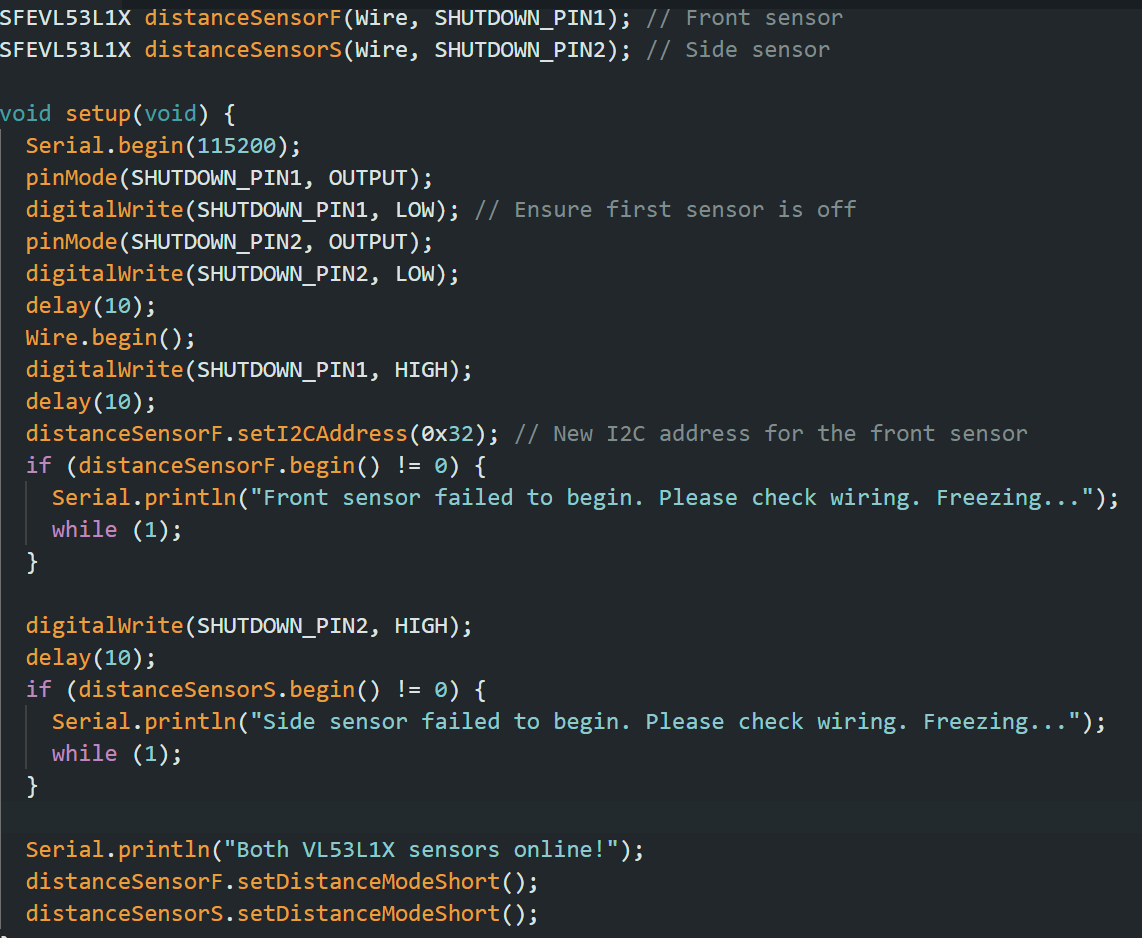 SFEVL53L1X distanceSensorF(Wire, SHUTDOWN_PIN1); // Front sensor
SFEVL53L1X distanceSensorS(Wire, SHUTDOWN_PIN2); // Side sensor

void setup(void) {
  Serial.begin(115200);
  pinMode(SHUTDOWN_PIN1, OUTPUT);
  digitalWrite(SHUTDOWN_PIN1, LOW); // Ensure first sensor is off
  pinMode(SHUTDOWN_PIN2, OUTPUT);
  digitalWrite(SHUTDOWN_PIN2, LOW);
  delay(10);
  Wire.begin();
  digitalWrite(SHUTDOWN_PIN1, HIGH);
  delay(10);
  distanceSensorF.setI2CAddress(0x32); // New I2C address for the front sensor
  if (distanceSensorF.begin() != 0) {
    Serial.println("Front sensor failed to begin. Please check wiring. Freezing...");
    while (1);
  }

  digitalWrite(SHUTDOWN_PIN2, HIGH);
  delay(10);
  if (distanceSensorS.begin() != 0) {
    Serial.println("Side sensor failed to begin. Please check wiring. Freezing...");
    while (1);
  }

  Serial.println("Both VL53L1X sensors online!");
  distanceSensorF.setDistanceModeShort();
  distanceSensorS.setDistanceModeShort();